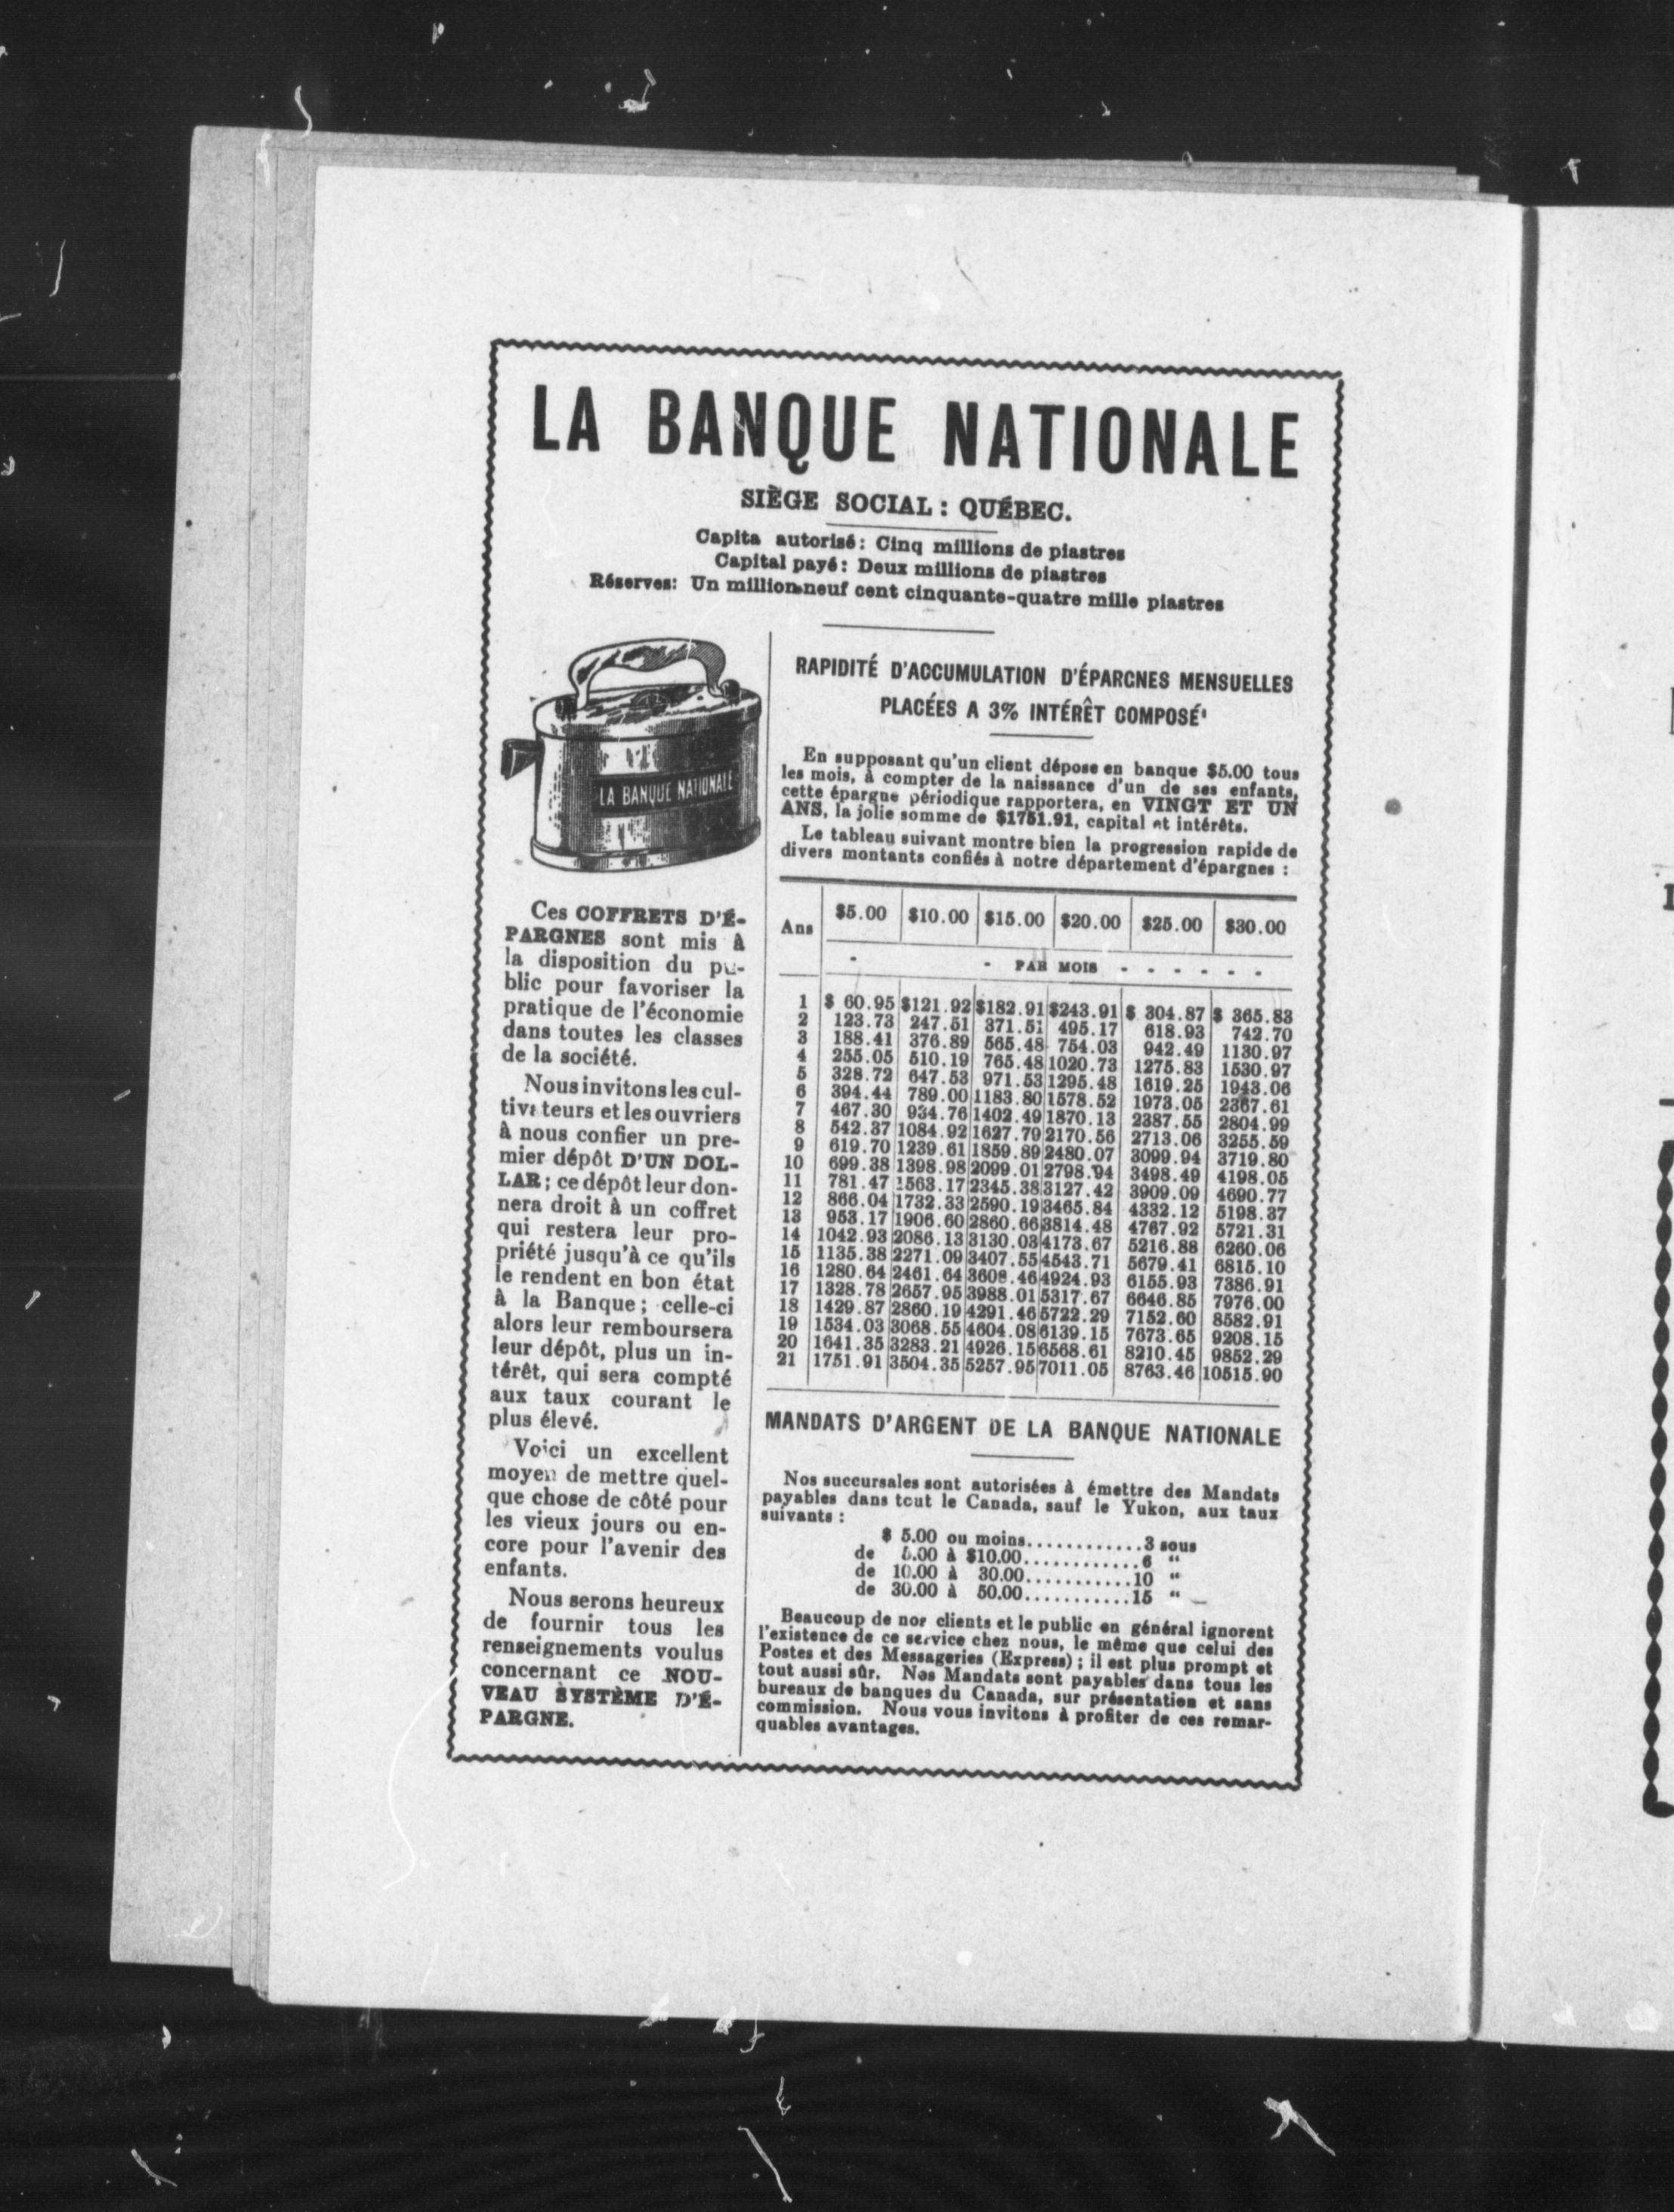 LA BANQUE NATIONALE
SIÈGE SOCIAL : QUÉBEC.
Capita autorisé : Cinq millions de piastres
Capital payé : Deux millions de piastres
Réserves: Un million neuf cent cinquante-quatre mille piastres
LA BANQUE NATIONALE
Ces COFFRETS D'É-
PARGNES sont mis à
la disposition du pu-
blic pour favoriser la
pratique de l'économie
dans toutes les classes
de la société.
Nous invitons les cul-
tivateurs et les ouvriers
à nous confier un pre-
mier dépôt D'UN DOL-
LAR ; ce dépôt leur don-
nera droit à un coffret
qui restera leur pro-
priété jusqu'à ce qu'ils
le rendent en bon état
à la Banque ; celle-ci
alors leur remboursera
leur dépôt, plus un in-
térêt, qui sera compté
aux taux courant le
plus élevé.
Voici un excellent
moyen de mettre quel-
que chose de côté pour
les vieux jours ou en-
core pour l'avenir des
enfants.
Nous serons heureux
de fournir tous les
renseignements voulus
concernant ce NOU-
VEAU SYSTÈME D'É-
PARGNE.
RAPIDITÉ D'ACCUMULATION D'ÉPARGNES MENSUELLES
PLACÉES A 3% INTÉRÊT COMPOSÉ
En supposant qu'un client dépose en banque $5.00 tous
les mois, à compter de la naissance d'un de ses enfants,
cette épargne périodique rapportera, en VINGT ET UN
ANS, la jolie somme de $1751.91, capital et intérêts.
Le tableau suivant montre bien la progression rapide de
divers montants confiés à notre département d'épargnes :
Ans $5.00 $10.00 $15.00 $20.00 $25.00 $30.00
- - PAR MOIS - - - - - -
1 $ 60.95 $121.92 $182.91 $243.91 $ 304.87 $ 365.83
2 123.73 247.51 371.51 495.17 618.93 742.70
3 188.41 376.89 565.48 754.03 942.49 1130.97
4 255.05 510.19 765.48 1020.73 1275.83 1530.97
5 328.72 647.53 971.53 1295.48 1619.25 1943.06
6 394.44 789.00 1183.80 1578.52 1973.05 2367.61
7 467.30 934.76 1402.49 1870.13 2387.55 2804.99
8 542.37 1084.92 1627.79 2170.56 2713.06 3255.59
9 619.70 1239.61 1859.89 2480.07 3099.94 3719.80
10 699.38 1398.98 2099.01 2798.94 3498.49 4198.05
11 781.47 1563.17 2345.38 3127.42 3909.09 4690.77
12 866.04 1732.33 2590.19 3465.84 4332.12 5198.37
13 953.17 1906.60 2860.66 3814.48 4767.92 5721.31
14 1042.93 2086.13 3130.03 4173.67 5216.88 6260.06
15 1135.38 2271.09 3407.55 4543.71 5679.41 6815.10
16 1280.64 2461.64 3608.46 4924.93 6155.93 7386.91
17 1328.78 2657.95 3988.01 5317.67 6646.85 7976.00
18 1429.87 2860.19 4291.46 5722.29 7152.60 8582.91
19 1534.03 3068.55 4604.08 6139.15 7673.65 9208.15
20 1641.35 3283.21 4926.15 6568.61 8210.45 9852.29
21 1751.91 3504.35 5257.95 7011.05 8763.46 10515.90
MANDATS D'ARGENT DE LA BANQUE NATIONALE
Nos succursales sont autorisées à émettre des Mandats
payables dans tout le Canada, sauf le Yukon, aux taux
suivants :
$ 5.00 ou moins............3 sous
de 5.00 à $10.00............6 "
de 10.00 à 30.00...........10 "
de 30.00 à 50.00...........15 "
Beaucoup de nos clients et le public en général ignorent
l'existence de ce service chez nous, le même que celui des
Postes et des Messageries (Express) ; il est plus prompt et
tout aussi sûr. Nos Mandats sont payables dans tous les
bureaux de banques du Canada, sur présentation et sans
commission. Nous vous invitons à profiter de ces remar-
quables avantages.